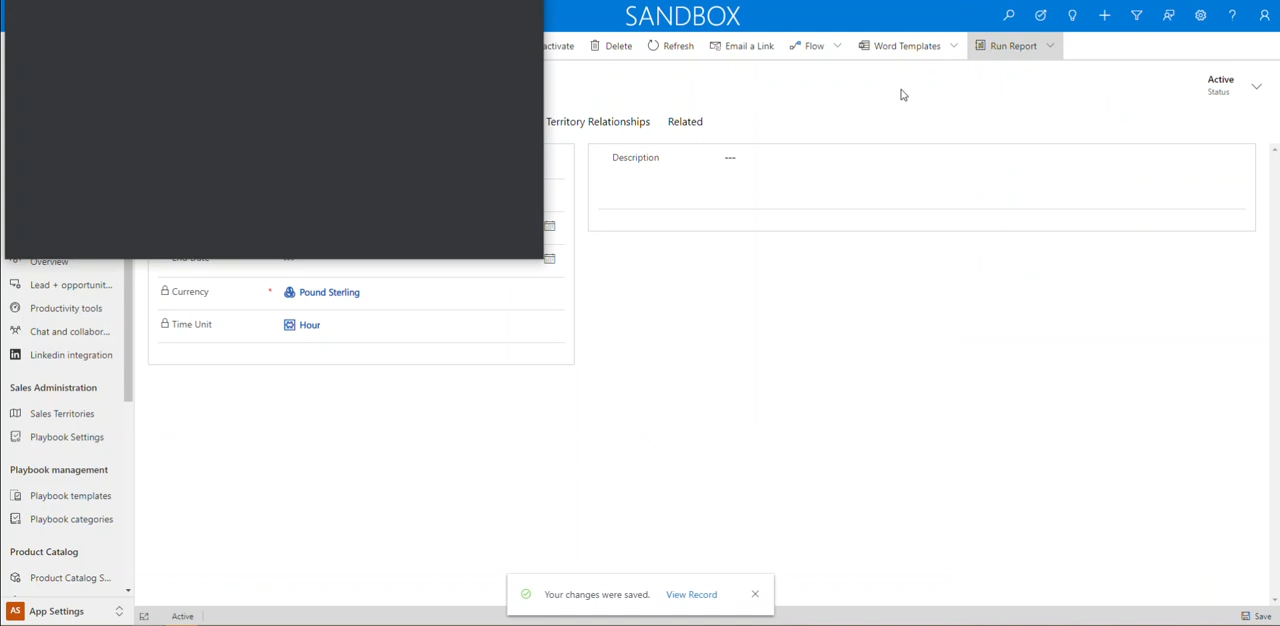 SANDBOX
activate Delete Refresh Email a Link Flow Word Templates Run Report
Active
Status
Territory Relationships Related
Description ---
Overview
Lead + opportunit...
Productivity tools
Chat and collabor...
Linkedin integration
Sales Administration
Sales Territories
Playbook Settings
Playbook management
Playbook templates
Playbook categories
Product Catalog
Product Catalog S...
AS App Settings
End Date
Currency * Pound Sterling
Time Unit Hour
Your changes were saved. View Record
Active
Save